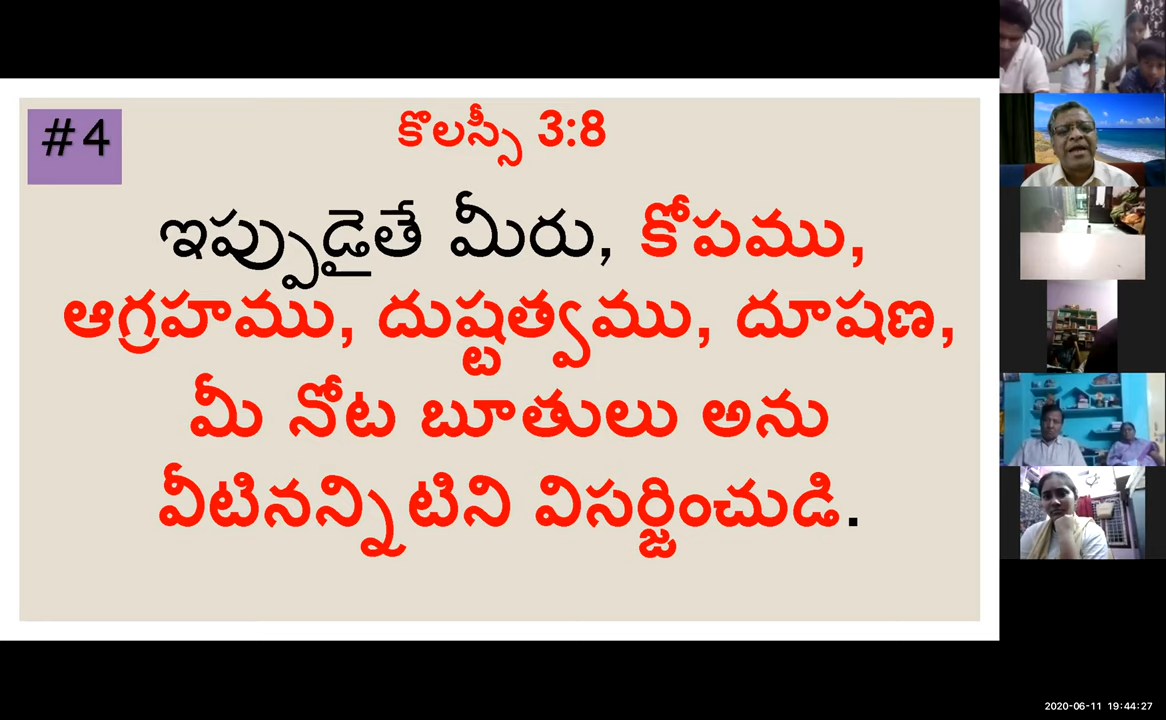 #4
కొలస్సీ 3:8
ఇప్పుడైతే మీరు, కోపము,
ఆగ్రహము, దుష్టత్వము, దూషణ,
మీ నోట బూతులు అను
వీటినన్నిటిని విసర్జించుడి.
2020-06-11 19:44:27